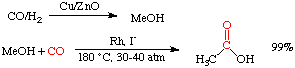 Cu/ZnO
CO/H₂ MeOH
Rh, I⁻
MeOH + CO
180 °C, 30-40 atm
O
H₃C OH
99%